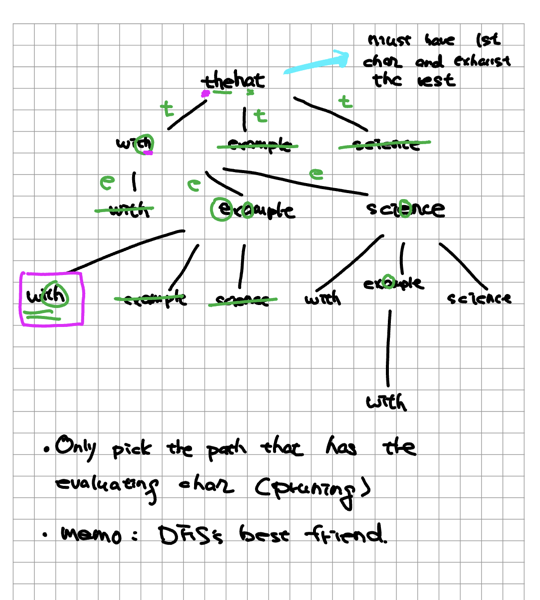 must have 1st
char and exhaust
the rest
thehat
t t t
with example science
e e e
with example science
with example science with example science
with
• Only pick the path that has the
evaluating char (pruning)
• memo: DFS's best friend.